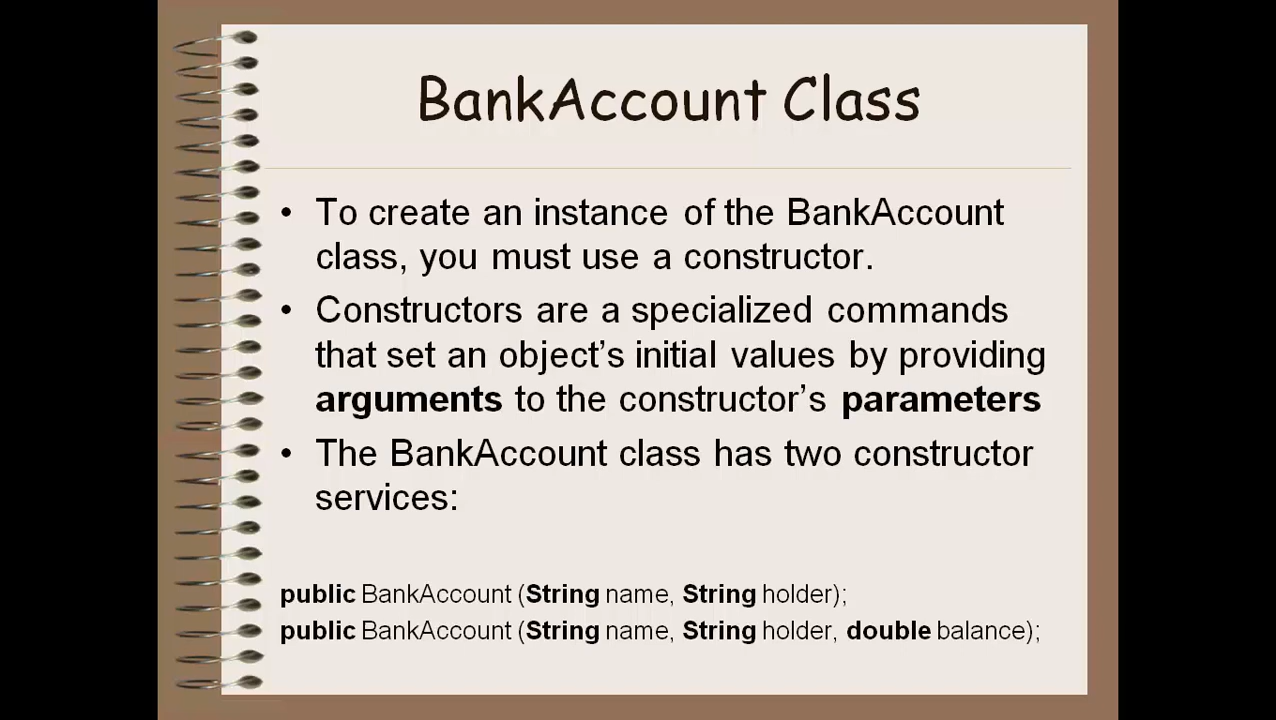 BankAccount Class
• To create an instance of the BankAccount
class, you must use a constructor.
• Constructors are a specialized commands
that set an object’s initial values by providing
arguments to the constructor’s parameters
• The BankAccount class has two constructor
services:
public BankAccount (String name, String holder);
public BankAccount (String name, String holder, double balance);